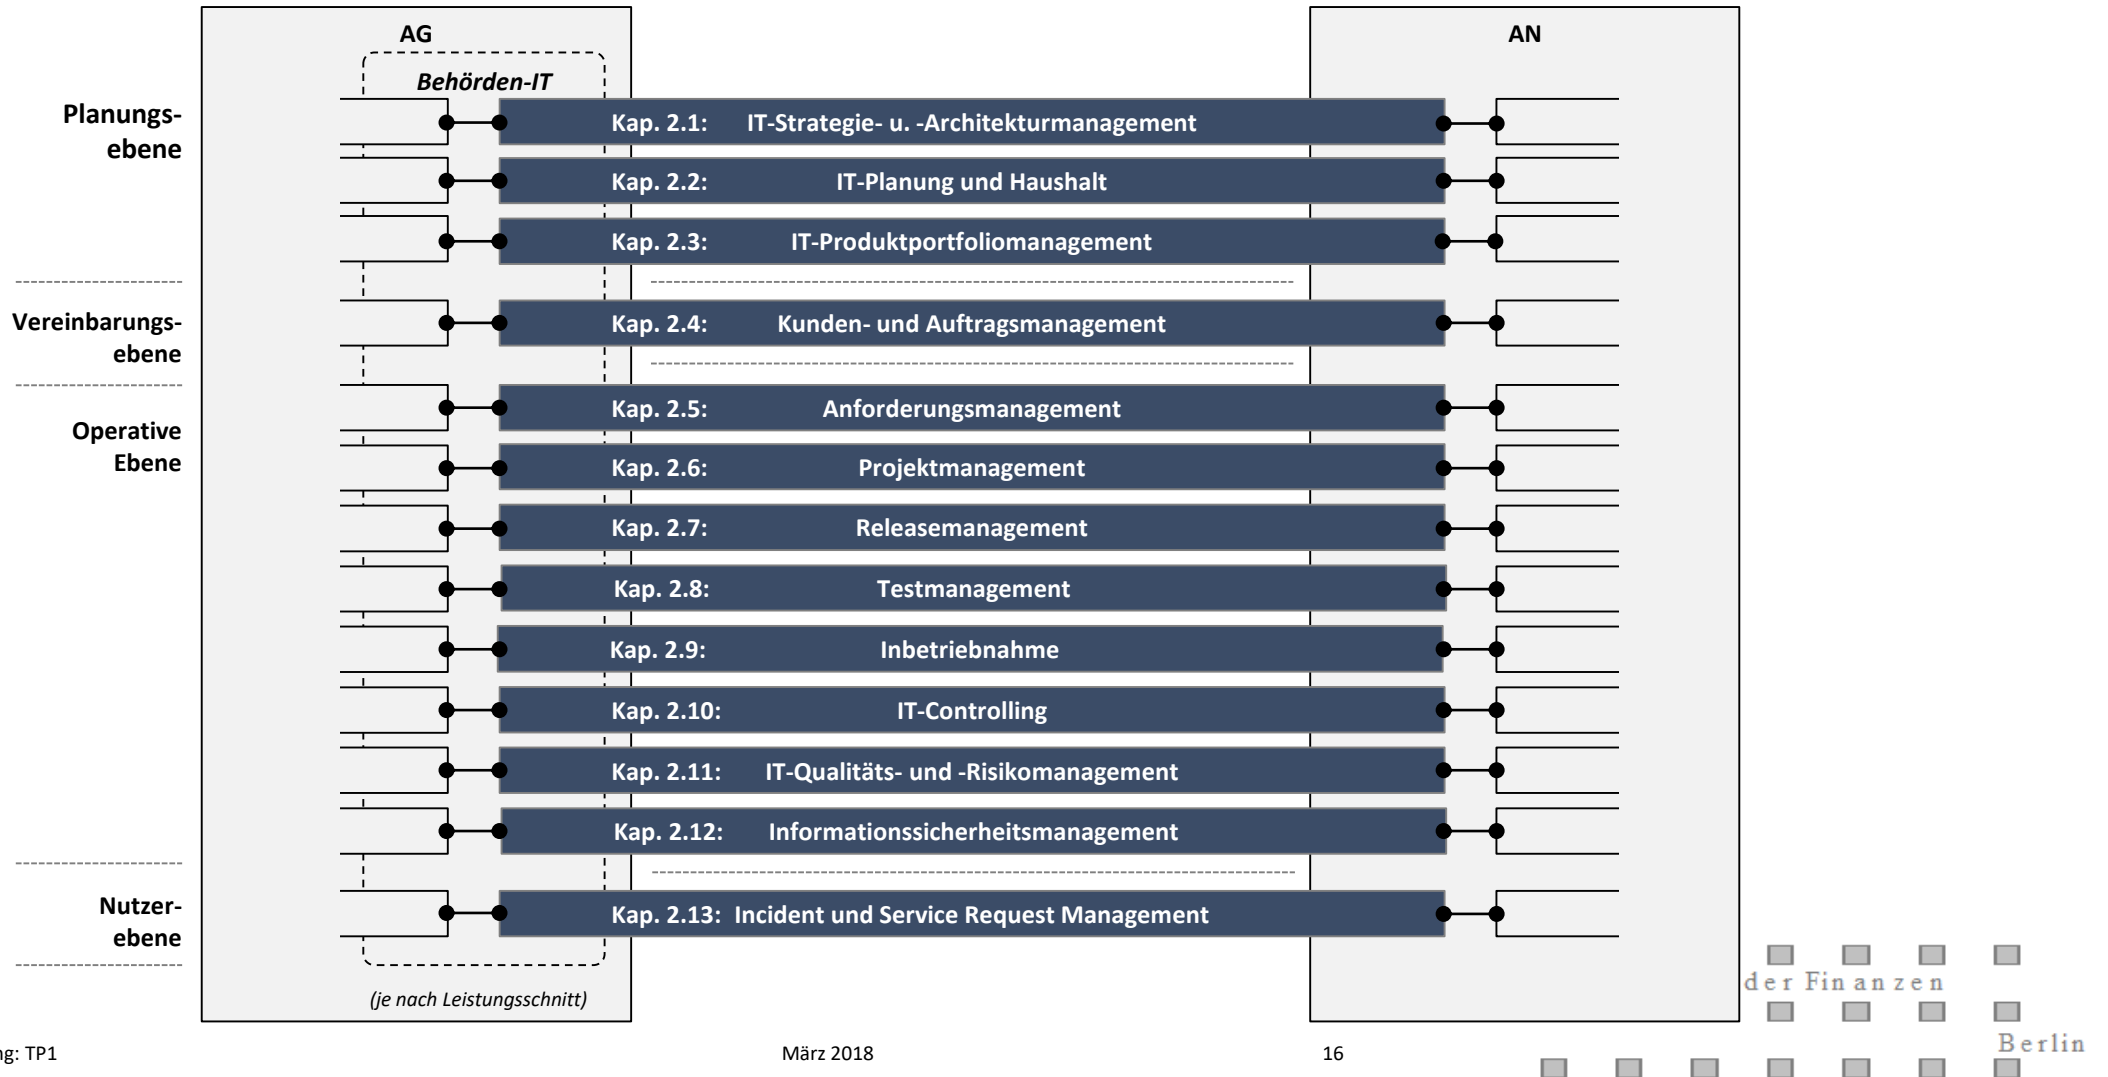 AG
AN
Behörden-IT
Planungs-
ebene
Kap. 2.1: IT-Strategie- u. -Architekturmanagement
Kap. 2.2: IT-Planung und Haushalt
Kap. 2.3: IT-Produktportfoliomanagement
Vereinbarungs-
ebene
Kap. 2.4: Kunden- und Auftragsmanagement
Operative
Ebene
Kap. 2.5: Anforderungsmanagement
Kap. 2.6: Projektmanagement
Kap. 2.7: Releasemanagement
Kap. 2.8: Testmanagement
Kap. 2.9: Inbetriebnahme
Kap. 2.10: IT-Controlling
Kap. 2.11: IT-Qualitäts- und -Risikomanagement
Kap. 2.12: Informationssicherheitsmanagement
Nutzer-
ebene
Kap. 2.13: Incident und Service Request Management
(je nach Leistungsschnitt)
der Finanzen
Berlin
ng: TP1
März 2018
16